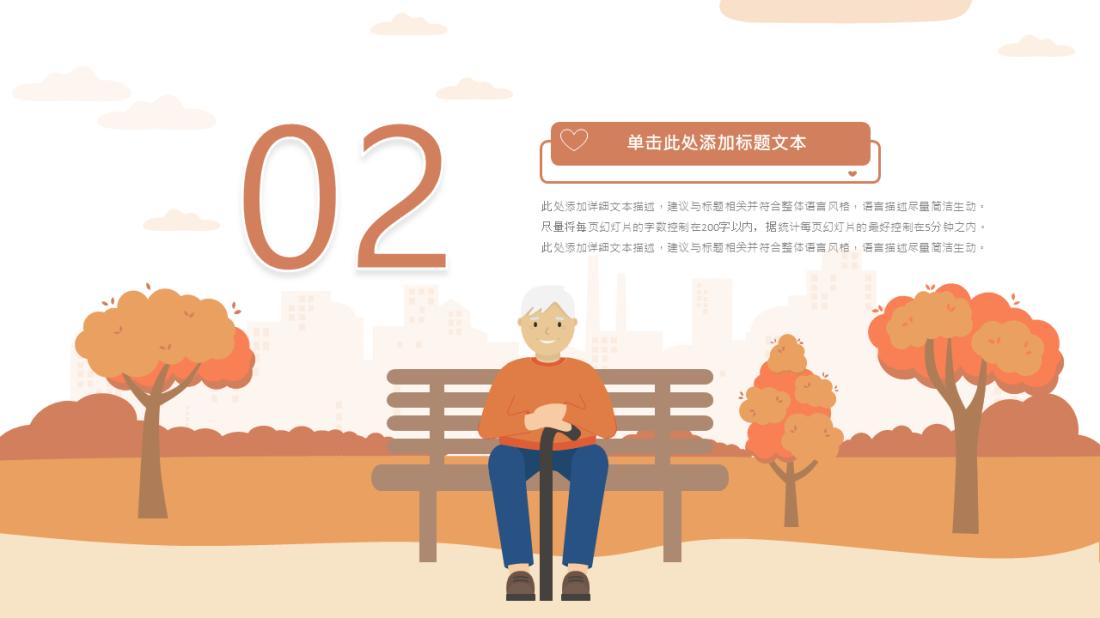 02
单击此处添加标题文本
此处添加详细文本描述，建议与标题相关并符合整体语言风格，语言描述尽量简洁生动。
尽量将每页幻灯片的字数控制在200字以内，据统计每页幻灯片的最好控制在5分钟之内。
此处添加详细文本描述，建议与标题相关并符合整体语言风格，语言描述尽量简洁生动。